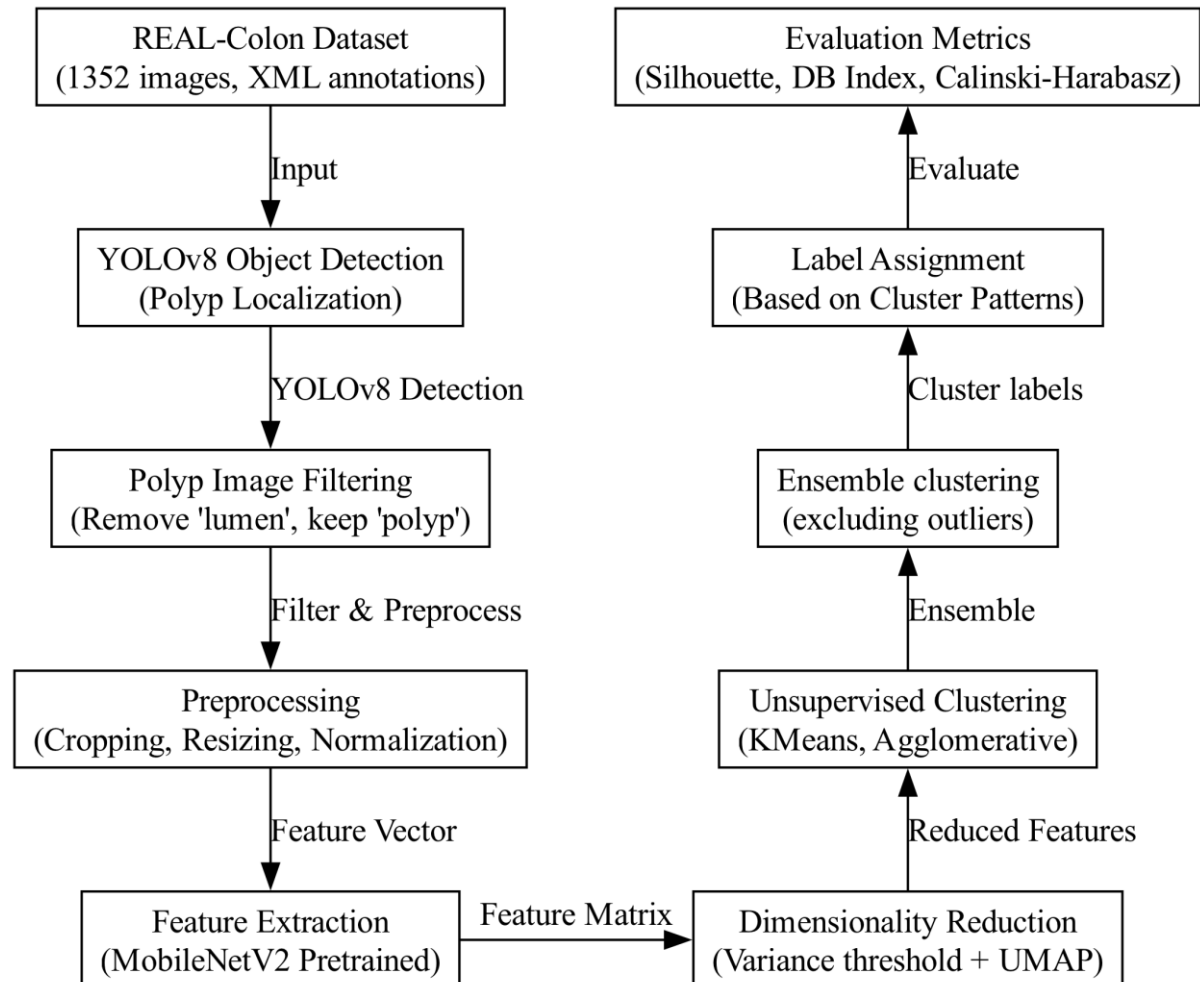 REAL-Colon Dataset
(1352 images, XML annotations)
Input
YOLOv8 Object Detection
(Polyp Localization)
YOLOv8 Detection
Polyp Image Filtering
(Remove 'lumen', keep 'polyp')
Filter & Preprocess
Preprocessing
(Cropping, Resizing, Normalization)
Feature Vector
Feature Extraction
(MobileNetV2 Pretrained)
Feature Matrix
Dimensionality Reduction
(Variance threshold + UMAP)
Reduced Features
Unsupervised Clustering
(KMeans, Agglomerative)
Ensemble
Ensemble clustering
(excluding outliers)
Cluster labels
Label Assignment
(Based on Cluster Patterns)
Evaluate
Evaluation Metrics
(Silhouette, DB Index, Calinski-Harabasz)